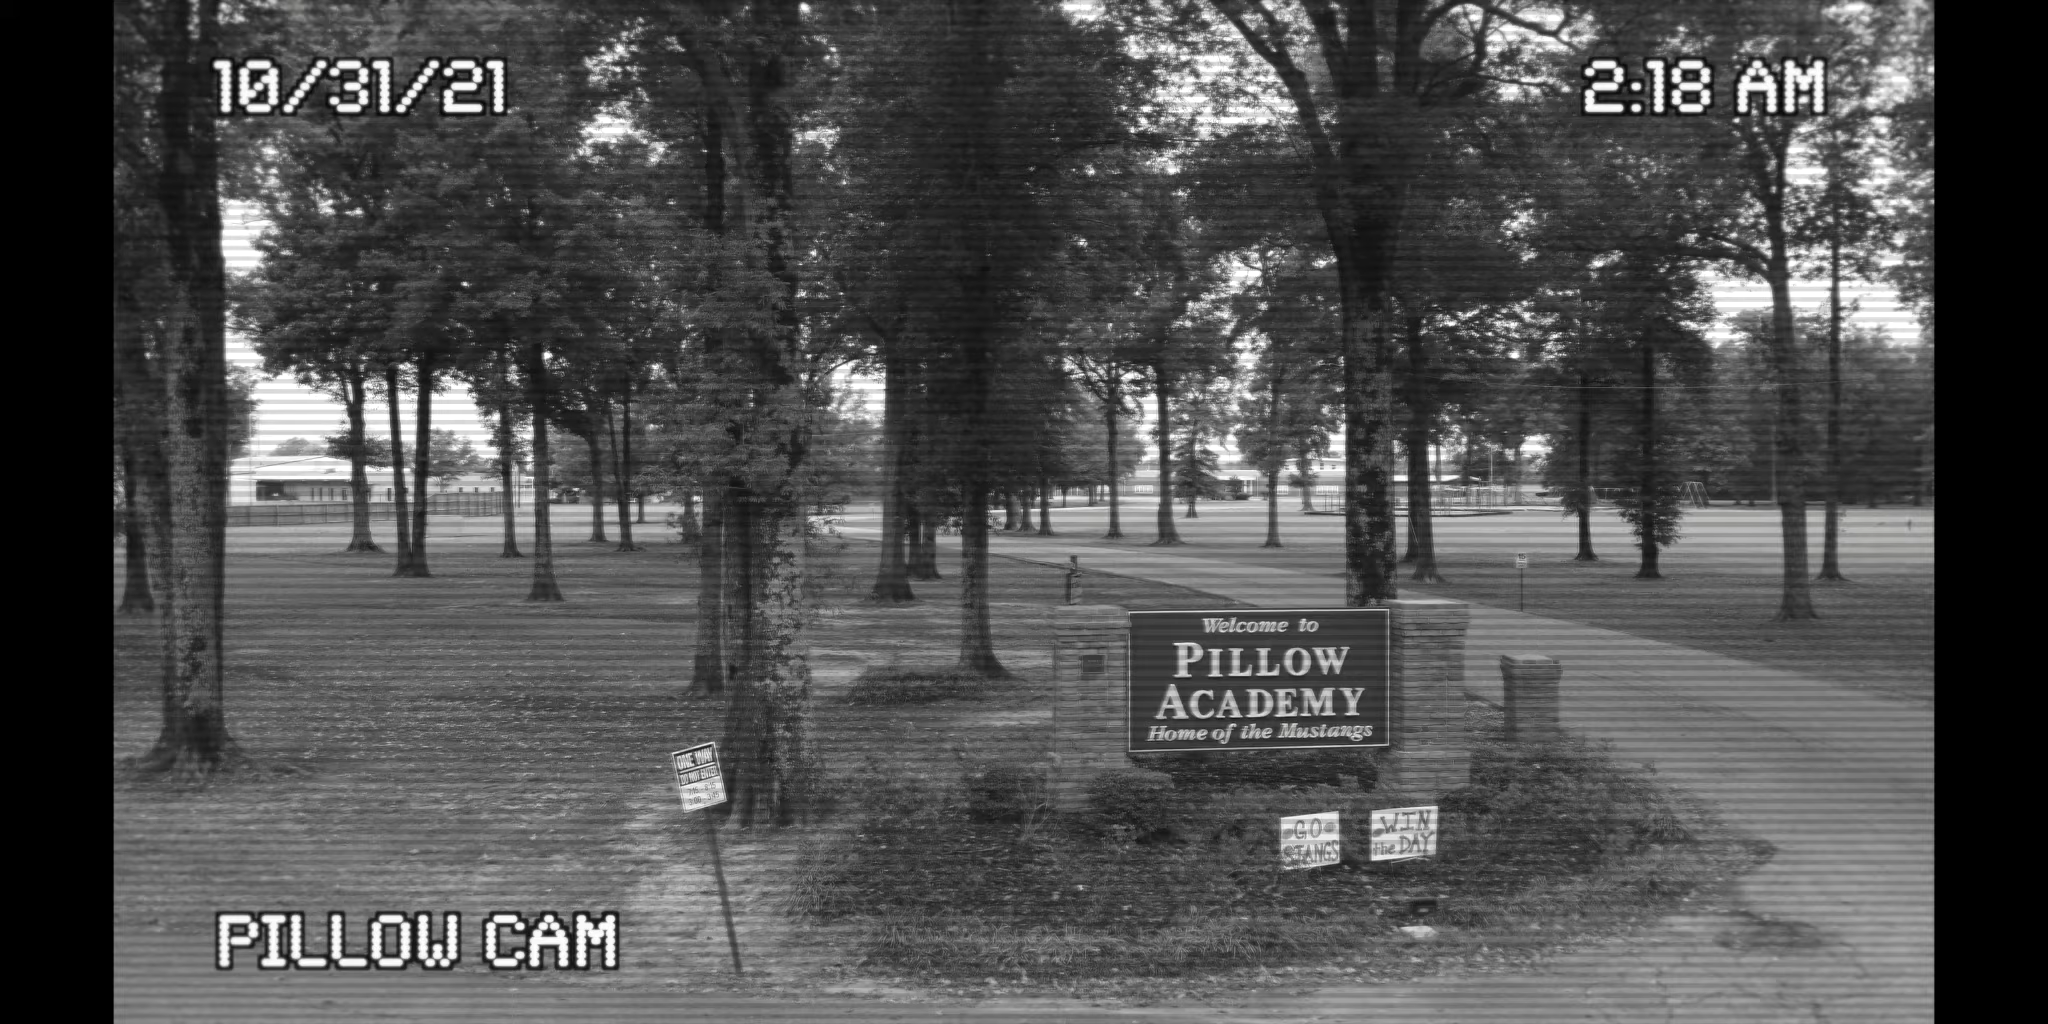 10/31/21
2:18 AM
Welcome to
PILLOW
ACADEMY
Home of the Mustangs
ONE WAY
DO NOT ENTER
GO
STANGS
WIN
the DAY
PILLOW CAM